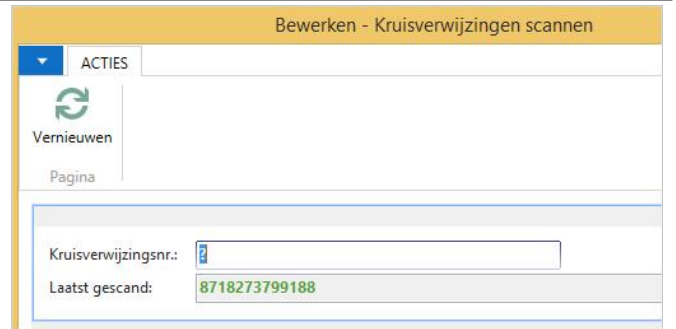 Bewerken - Kruisverwijzingen scannen
ACTIES
Vernieuwen
Pagina
Kruisverwijzingsnr.: ?
Laatst gescand: 8718273799188